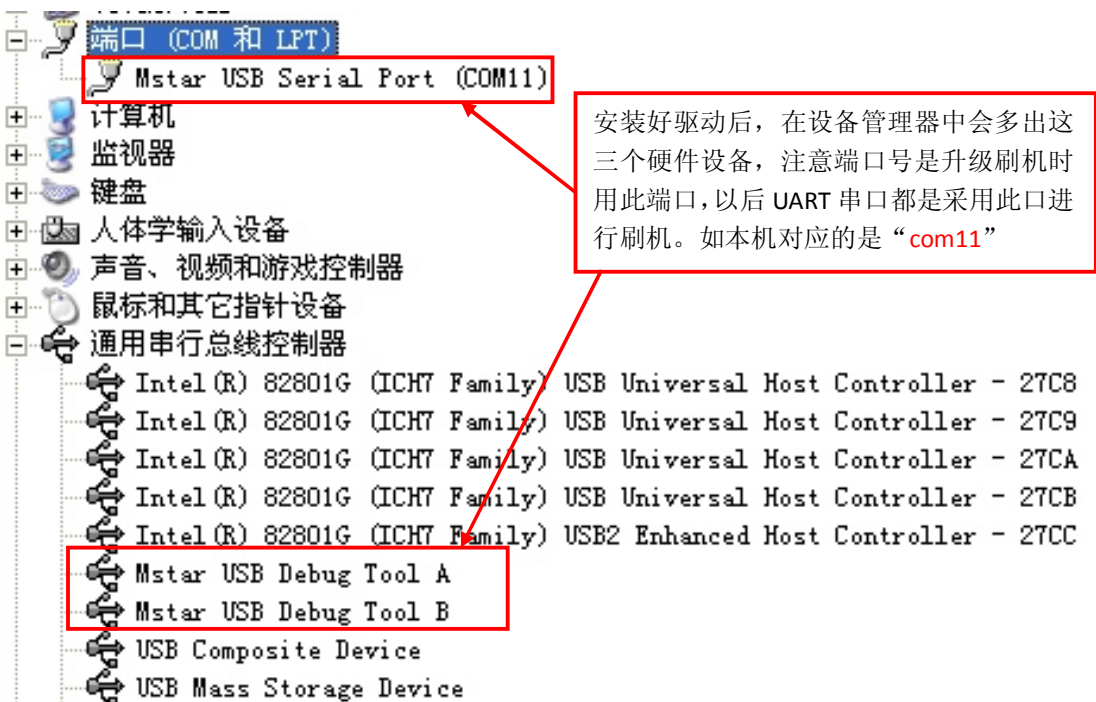 端口 (COM 和 LPT)
Mstar USB Serial Port (COM11)
计算机
监视器
键盘
人体学输入设备
声音、视频和游戏控制器
鼠标和其它指针设备
通用串行总线控制器
Intel(R) 82801G (ICH7 Family) USB Universal Host Controller - 27C8
Intel(R) 82801G (ICH7 Family) USB Universal Host Controller - 27C9
Intel(R) 82801G (ICH7 Family) USB Universal Host Controller - 27CA
Intel(R) 82801G (ICH7 Family) USB Universal Host Controller - 27CB
Intel(R) 82801G (ICH7 Family) USB2 Enhanced Host Controller - 27CC
Mstar USB Debug Tool A
Mstar USB Debug Tool B
USB Composite Device
USB Mass Storage Device
安装好驱动后，在设备管理器中会多出这
三个硬件设备，注意端口号是升级刷机时
用此端口，以后 UART 串口都是采用此口进
行刷机。如本机对应的是“com11”